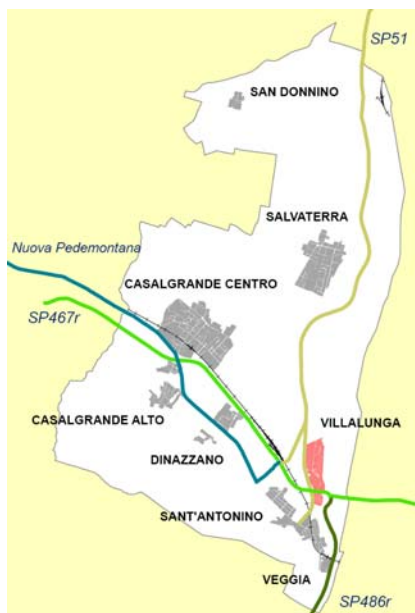 SP51
SAN DONNINO
SALVATERRA
Nuova Pedemontana
CASALGRANDE CENTRO
SP467r
CASALGRANDE ALTO
VILLALUNGA
DINAZZANO
SANT'ANTONINO
VEGGIA
SP486r